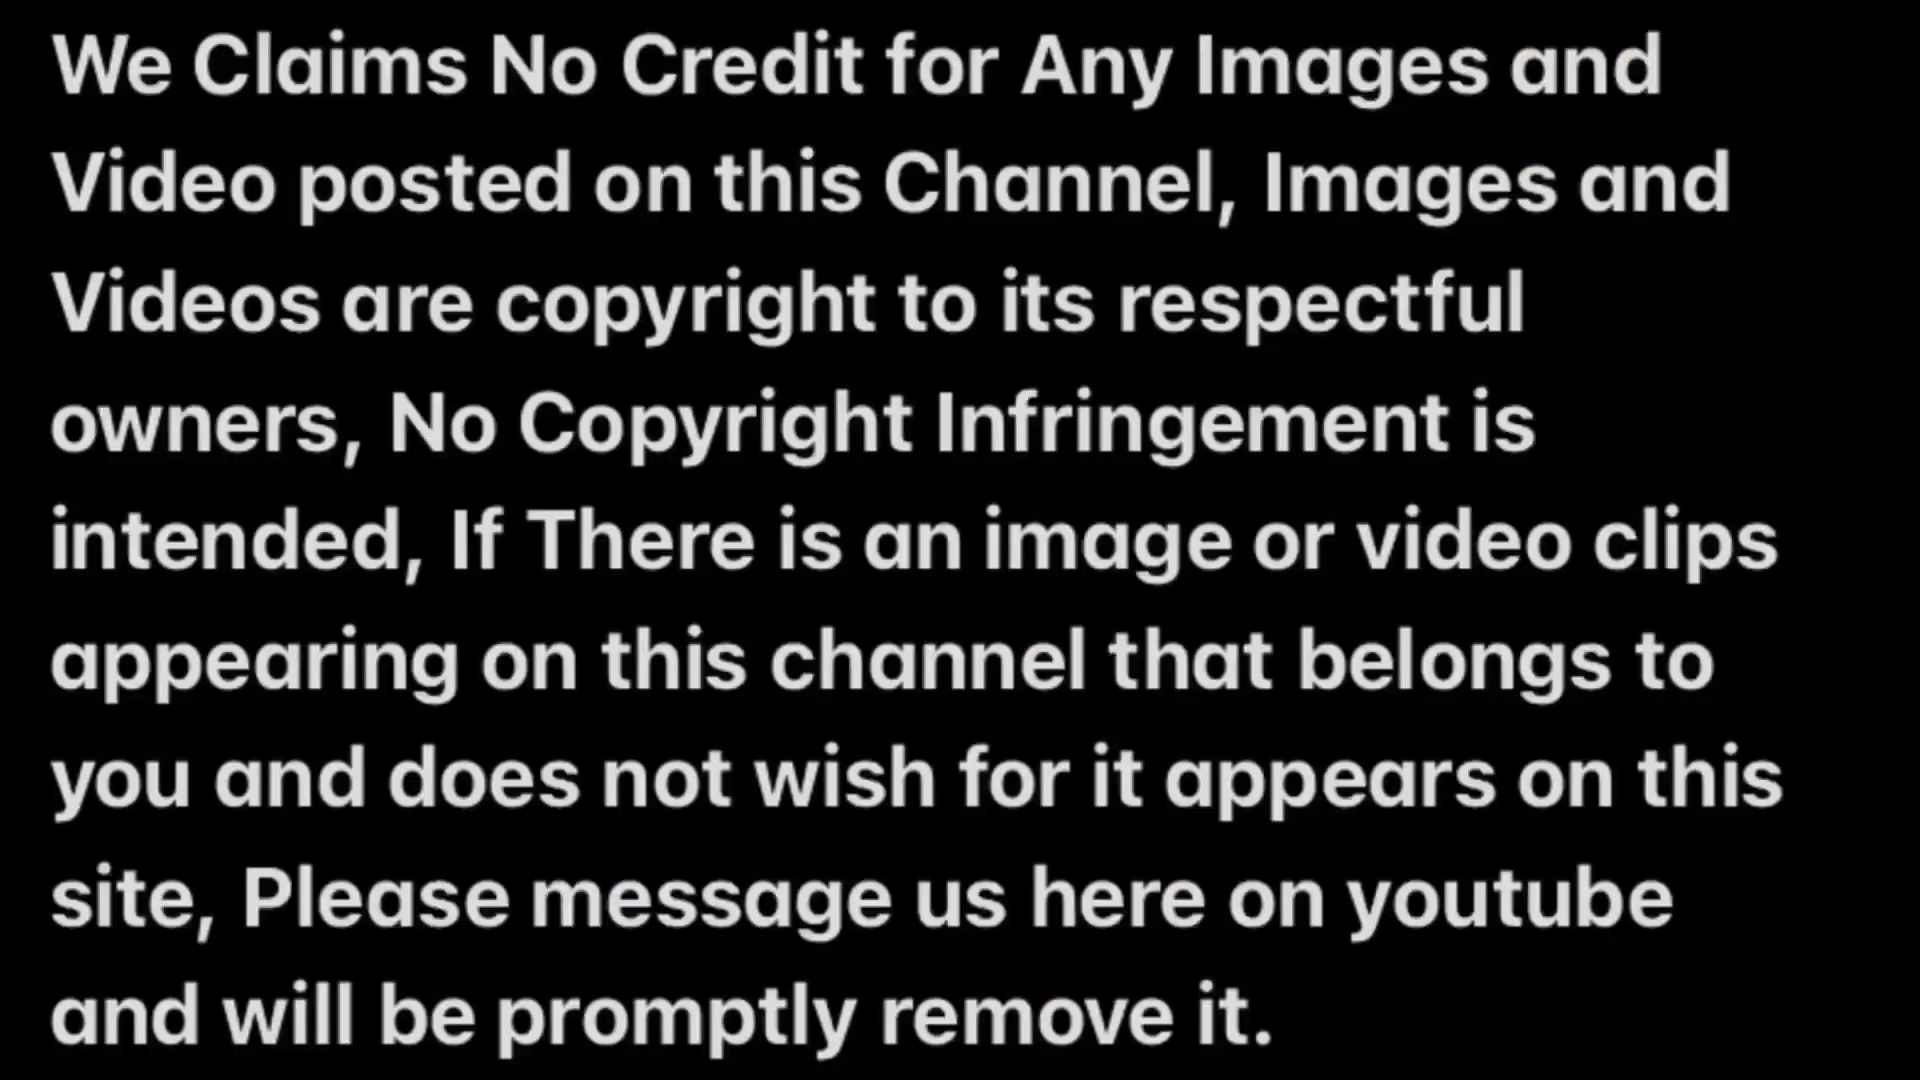 We Claims No Credit for Any Images and
Video posted on this Channel, Images and
Videos are copyright to its respectful
owners, No Copyright Infringement is
intended, If There is an image or video clips
appearing on this channel that belongs to
you and does not wish for it appears on this
site, Please message us here on youtube
and will be promptly remove it.